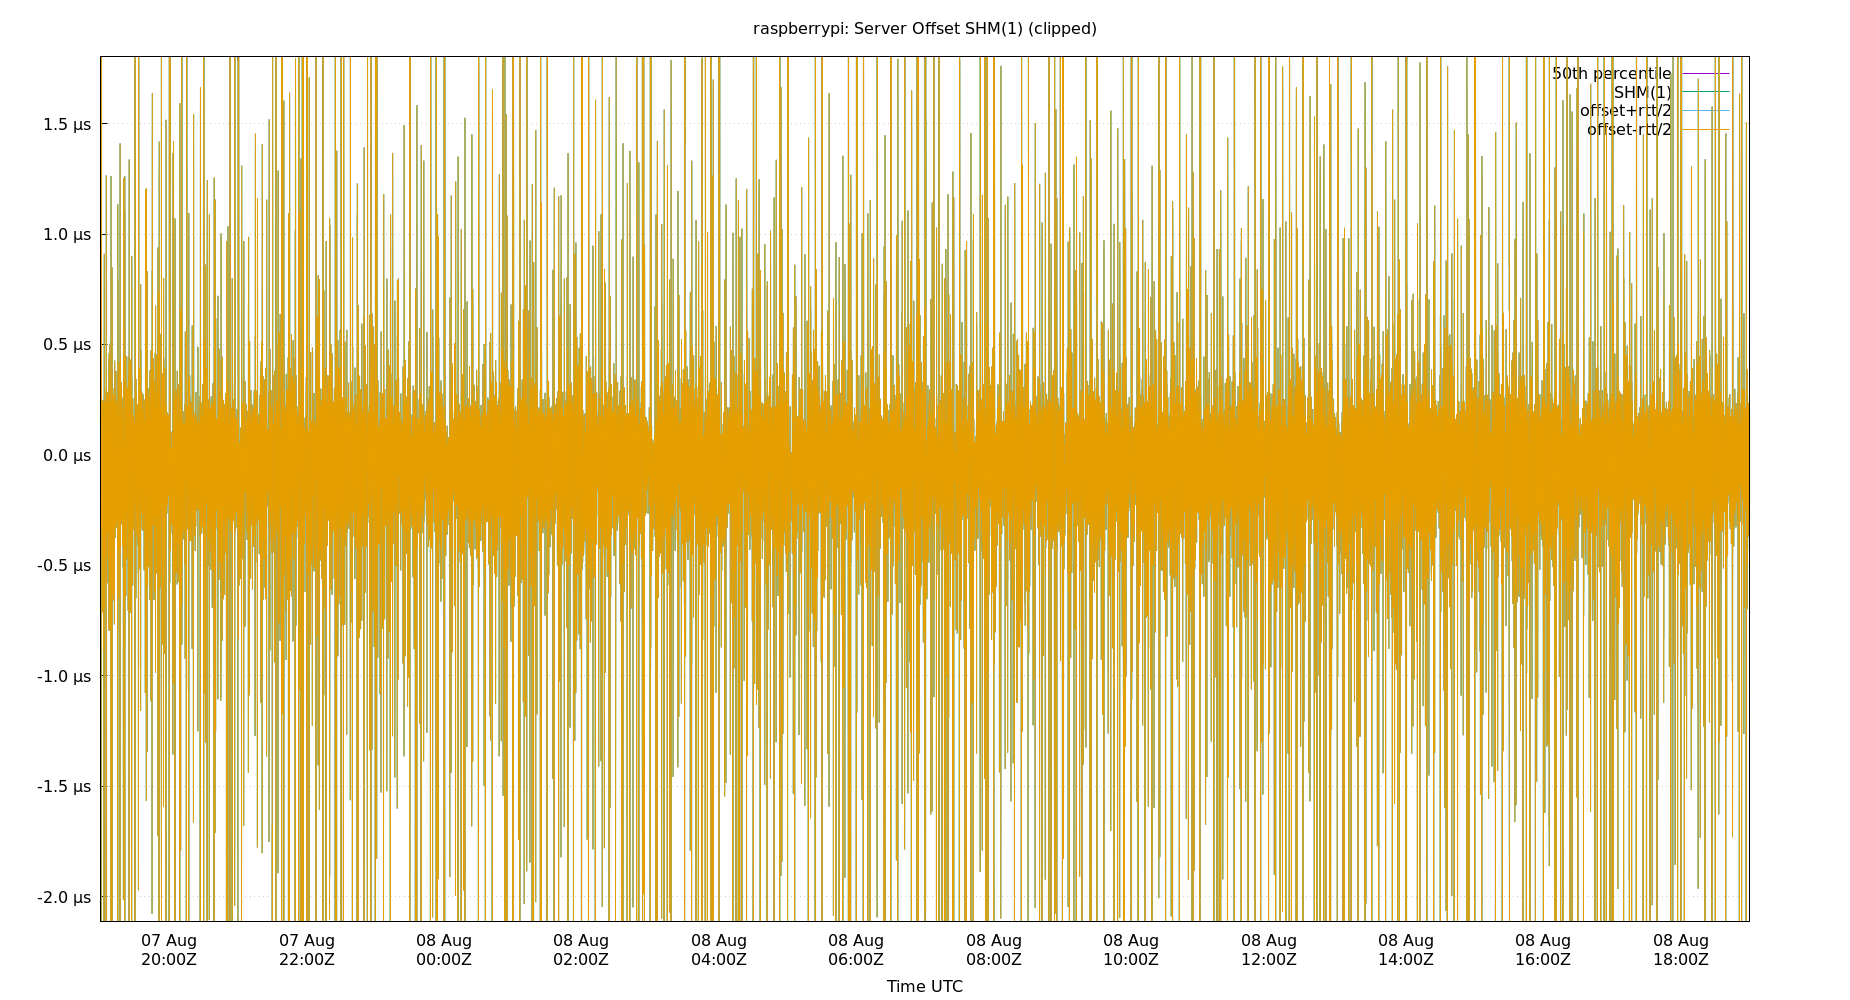 raspberrypi: Server Offset SHM(1) (clipped)
50th percentile
SHM(1)
offset+rtt/2
offset-rtt/2
1.5 µs
1.0 µs
0.5 µs
0.0 µs
-0.5 µs
-1.0 µs
-1.5 µs
-2.0 µs
07 Aug 07 Aug 08 Aug 08 Aug 08 Aug 08 Aug 08 Aug 08 Aug 08 Aug 08 Aug 08 Aug 08 Aug
20:00Z 22:00Z 00:00Z 02:00Z 04:00Z 06:00Z 08:00Z 10:00Z 12:00Z 14:00Z 16:00Z 18:00Z
Time UTC